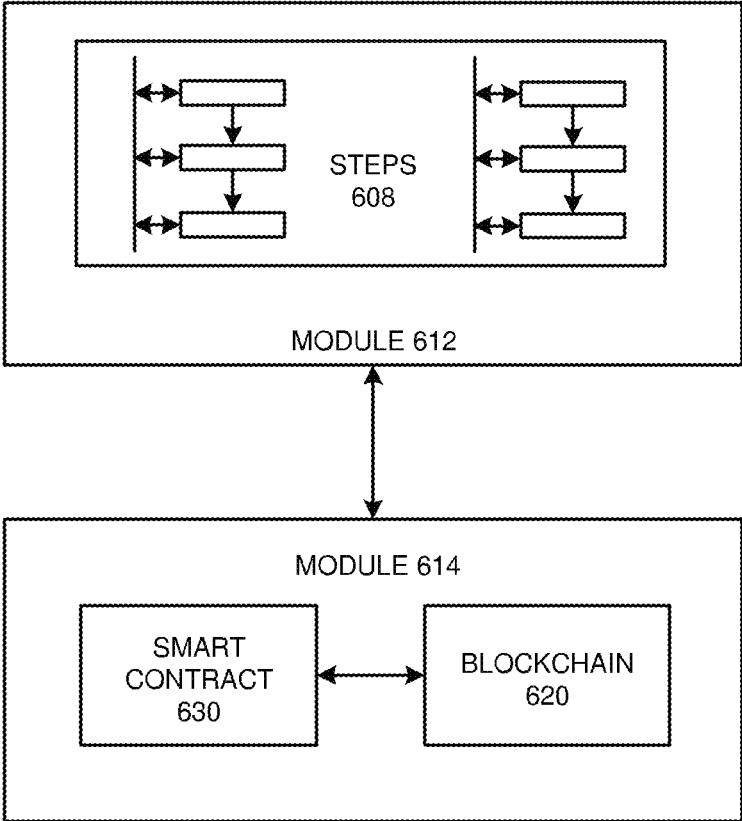 STEPS
608
MODULE 612
MODULE 614
SMART
CONTRACT
630
BLOCKCHAIN
620